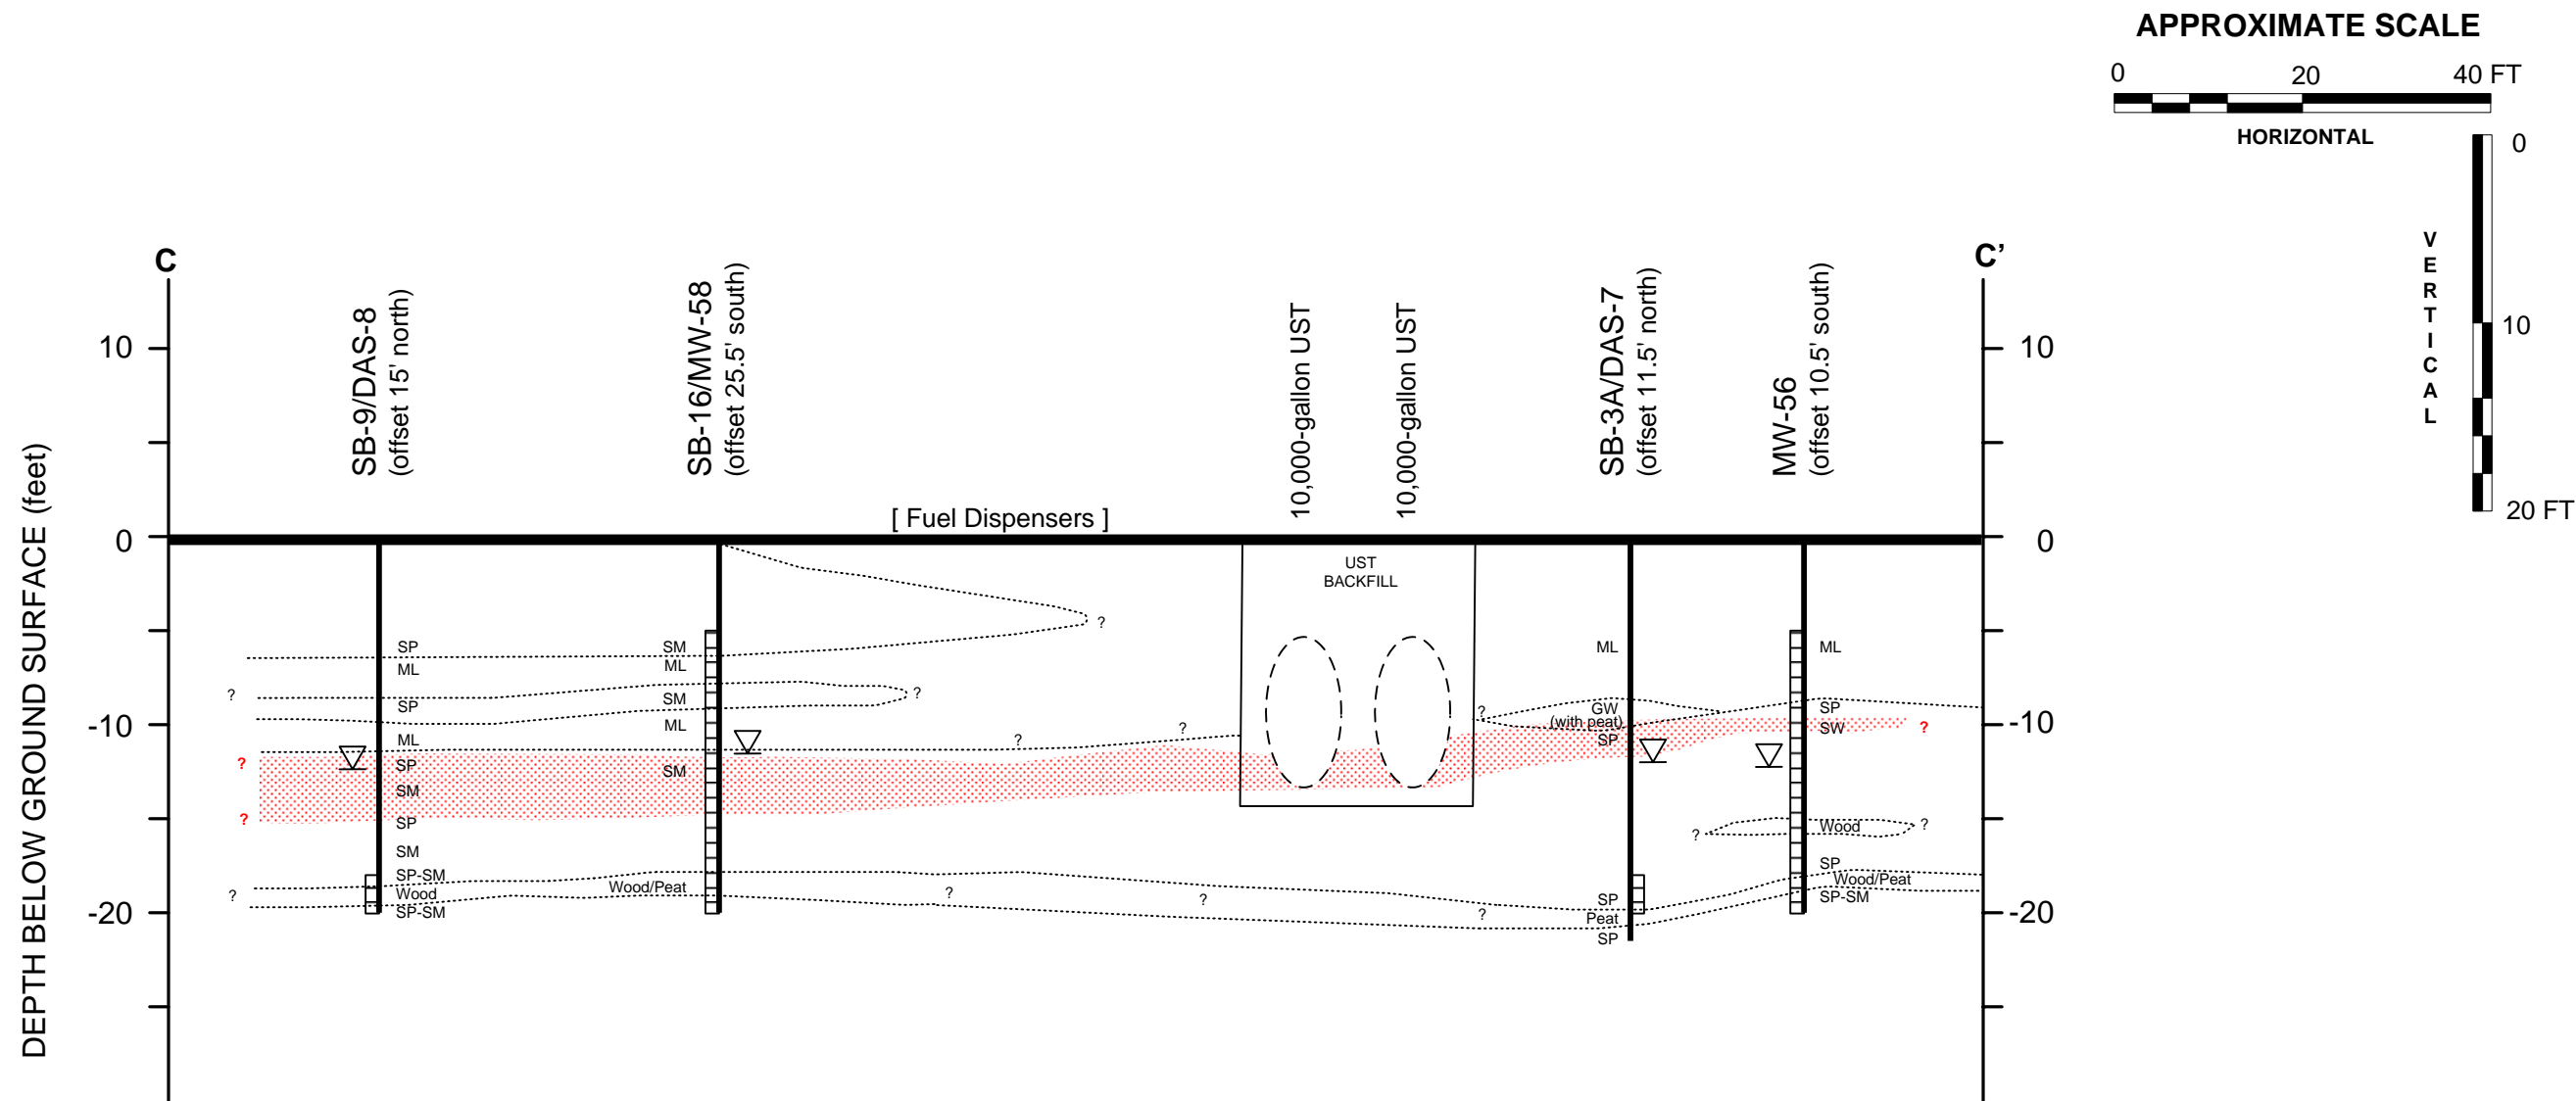 APPROXIMATE SCALE
0 20 40 FT
HORIZONTAL
0
10
20 FT
VERTICAL
C
C’
SB-9/DAS-8
(offset 15' north)
SB-16/MW-58
(offset 25.5' south)
10,000-gallon UST
10,000-gallon UST
SB-3A/DAS-7
(offset 11.5' north)
MW-56
(offset 10.5' south)
DEPTH BELOW GROUND SURFACE (feet)
10
0
-10
-20
10
0
-10
-20
[ Fuel Dispensers ]
UST
BACKFILL
?
?
?
?
SP
ML
SP
ML
SP
SM
SP
SM
SP-SM
Wood
SP-SM
SM
ML
SM
ML
SM
Wood/Peat
?
?
?
?
?
?
?
?
ML
GW
(with peat)
SP
SP
Peat
SP
?
?
ML
SP
SW
Wood
SP
Wood/Peat
SP-SM
?
?